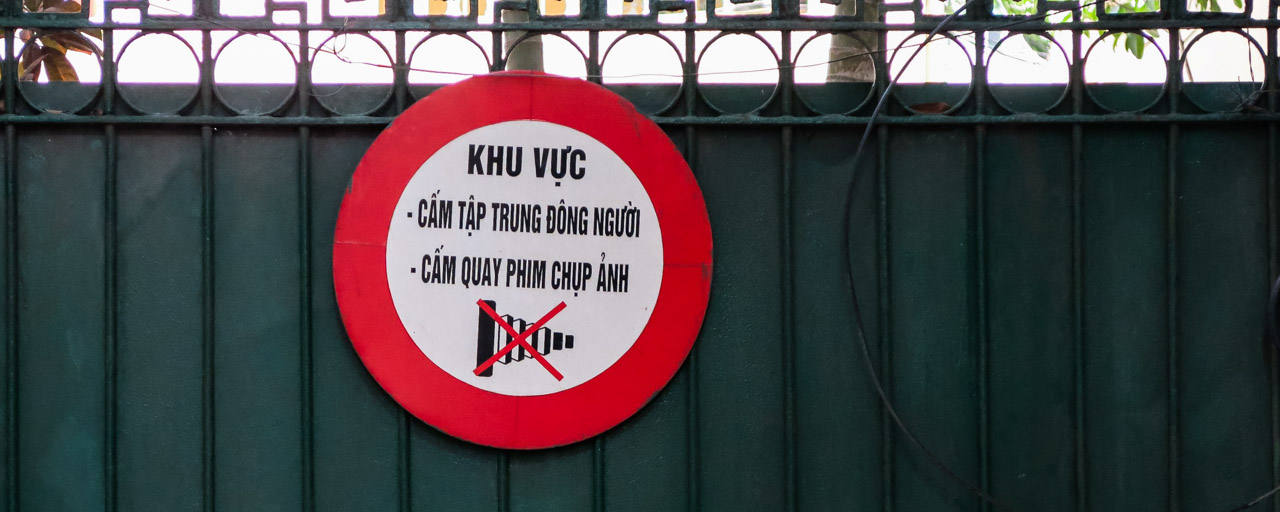 KHU VỰC
- CẤM TẬP TRUNG ĐÔNG NGƯỜI
- CẤM QUAY PHIM CHỤP ẢNH